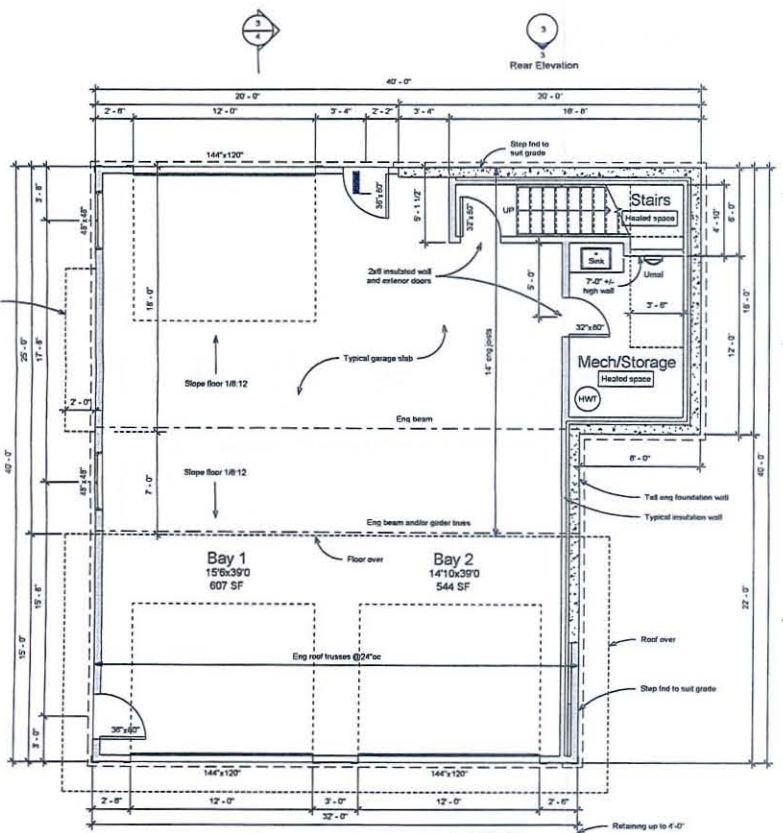 3
4
3
3
Rear Elevation
40' - 0"
20' - 0"
20' - 0"
2' - 6"
12' - 0"
3' - 4"
2' - 2"
3' - 4"
16' - 8"
144"x120"
Step fnd to
suit grade
3' - 8"
48"x48"
36"x80"
6' - 1 1/2"
32"x80"
UP
Stairs
Heated space
4' - 10"
6' - 0"
Sink
Urnal
7'-0" +/-
high wall
2x6 insulated wall
and exterior doors
5' - 0"
3' - 6"
18' - 0"
18' - 0"
25' - 0"
17' - 8"
14" eng joists
32"x80"
12' - 0"
Typical garage slab
Slope floor 1/8:12
Mech/Storage
Heated space
HWT
2' - 0"
Eng beam
40' - 0"
40' - 0"
48"x48"
Slope floor 1/8:12
7' - 0"
8' - 0"
Tall eng foundation wall
Typical insulation wall
Eng beam and/or girder truss
Floor over
Bay 1
15'6x39'0
607 SF
Bay 2
14'10x39'0
544 SF
15' - 8"
15' - 0"
22' - 0"
Roof over
Eng roof trusses @24"oc
Step fnd to suit grade
36"x80"
3' - 0"
144"x120"
144"x120"
2' - 6"
12' - 0"
3' - 0"
12' - 0"
2' - 6"
32' - 0"
Retaining up to 4'-0"